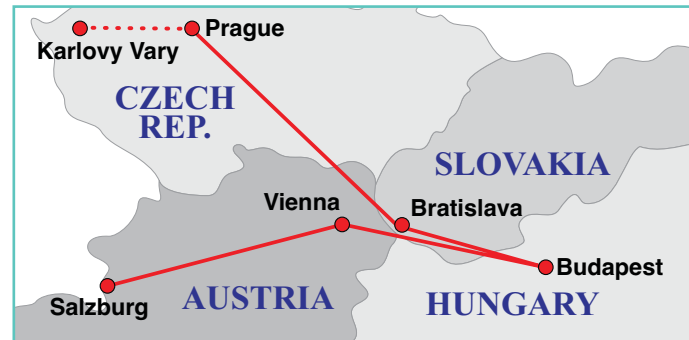 Prague
Karlovy Vary
CZECH
REP.
SLOVAKIA
Vienna
Bratislava
Budapest
Salzburg
AUSTRIA
HUNGARY